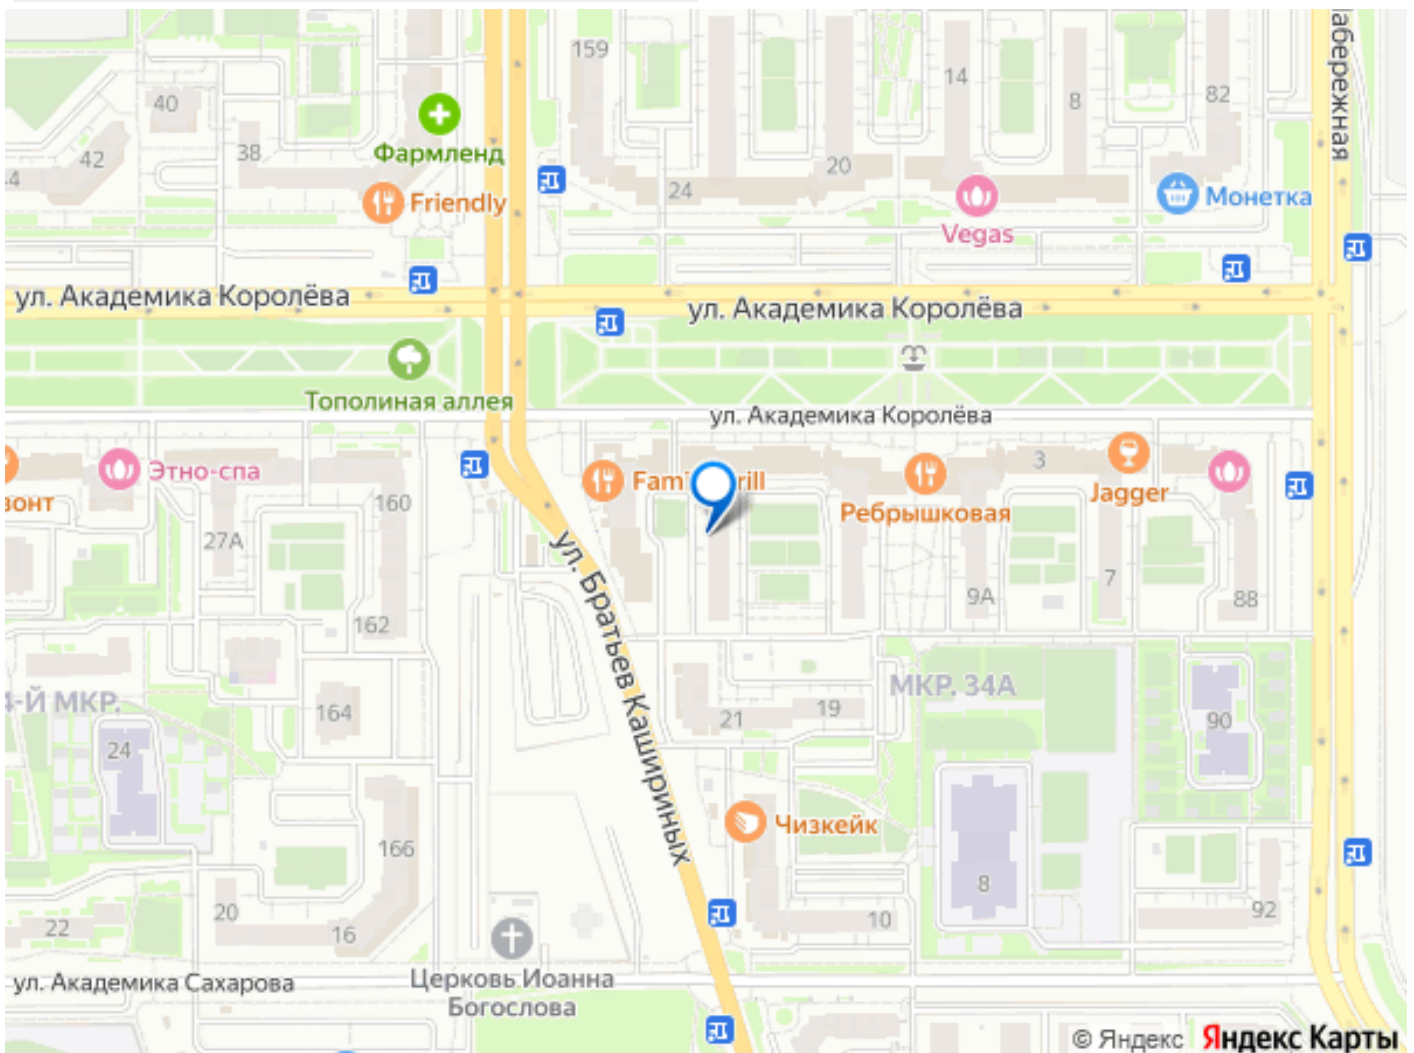 159
14
8
82
Набережная
40
42
38
Фармленд
Friendly
24
20
Vegas
Монетка
ул. Академика Королёва
ул. Академика Королёва
Тополиная аллея
ул. Академика Королёва
Этно-спа
160
27А
162
ул. Братьев Кашириных
Ребрышковая
3
Jagger
9А
7
88
МКР.
164
24
21
19
МКР. 34А
90
Чизкейк
166
8
20
22
16
10
92
ул. Академика Сахарова
Церковь Иоанна
Богослова
© Яндекс Яндекс Карты